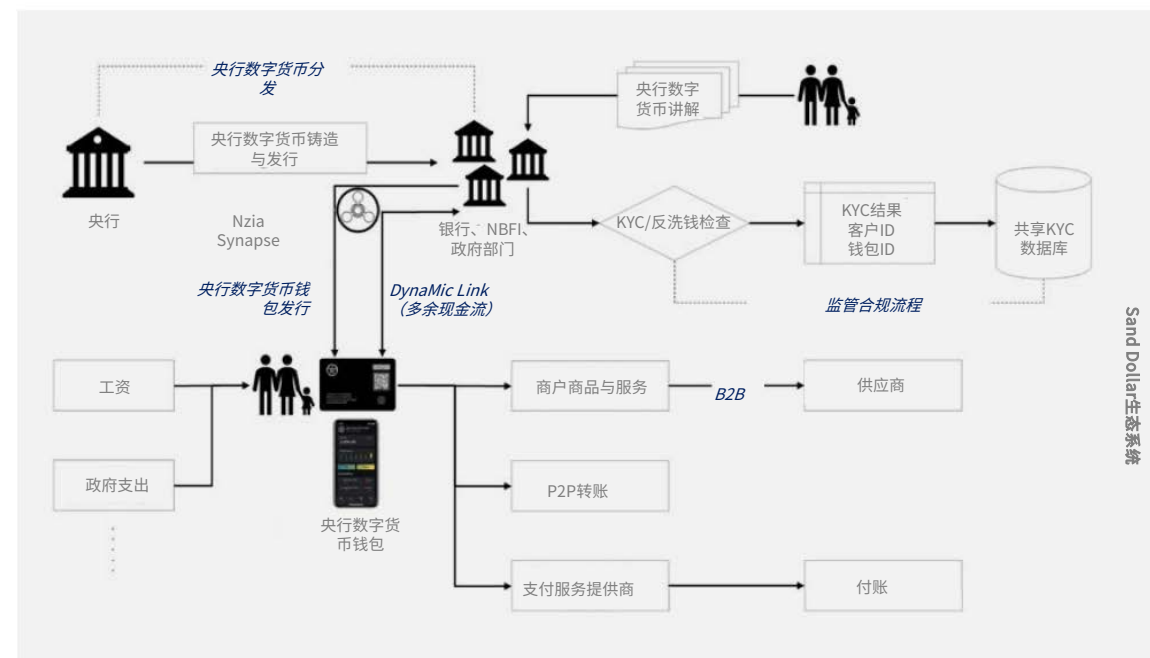 央行数字货币分
发
央行数字
货币讲解
央行数字货币铸造
与发行
央行
Nzia
Synapse
银行、NBFI、
政府部门
KYC/反洗钱检查
KYC结果
客户ID
钱包ID
共享KYC
数据库
央行数字货币钱
包发行
DynaMic Link
（多余现金流）
监管合规流程
Sand Dollar生态系统
工资
商户商品与服务
B2B
供应商
政府支出
P2P转账
央行数字货
币钱包
支付服务提供商
付账